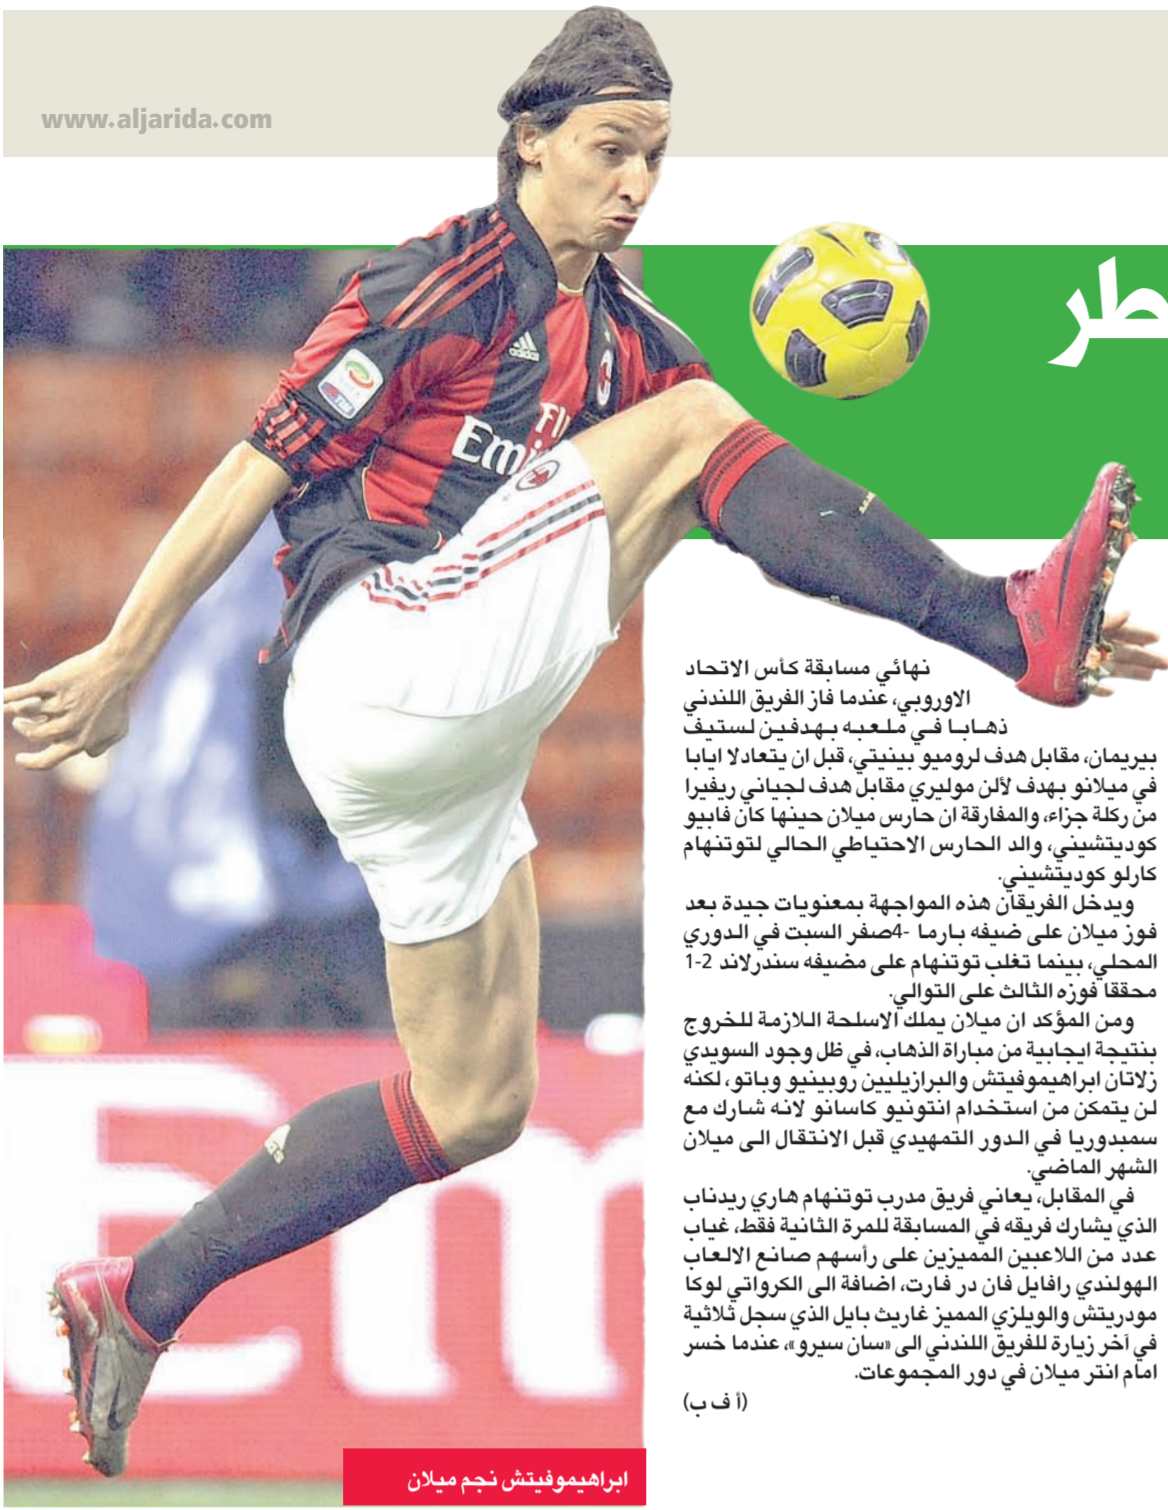 www.aljarida.com
طر
adidas
Emi
نهائي مسابقة كأس الاتحاد
الاوروبي، عندما فاز الفريق اللندني
ذهابا في ملعبه بهدفين لستيف
بيريمان، مقابل هدف لروميو بينيتي، قبل ان يتعادلا ايابا
في ميلانو بهدف لألن موليري مقابل هدف لجياني ريفيرا
من ركلة جزاء، والمفارقة ان حارس ميلان حينها كان فابيو
كوديتشيني، والد الحارس الاحتياطي الحالي لتوتنهام
كارلو كوديتشيني.
ويدخل الفريقان هذه المواجهة بمعنويات جيدة بعد
فوز ميلان على ضيفه بارما -4صفر السبت في الدوري
المحلي، بينما تغلب توتنهام على مضيفه سندرلاند 2-1
محققا فوزه الثالث على التوالي.
ومن المؤكد ان ميلان يملك الاسلحة اللازمة للخروج
بنتيجة ايجابية من مباراة الذهاب، في ظل وجود السويدي
زلاتان ابراهيموفيتش والبرازيليين روبينيو وباتو، لكنه
لن يتمكن من استخدام انتونيو كاسانو لانه شارك مع
سمبدوريا في الدور التمهيدي قبل الانتقال الى ميلان
الشهر الماضي.
في المقابل، يعاني فريق مدرب توتنهام هاري ريدناب
الذي يشارك فريقه في المسابقة للمرة الثانية فقط، غياب
عدد من اللاعبين المميزين على رأسهم صانع الالعاب
الهولندي رافايل فان در فارت، اضافة الى الكرواتي لوكا
مودريتش والويلزي المميز غاريث بايل الذي سجل ثلاثية
في آخر زيارة للفريق اللندني الى «سان سيرو»، عندما خسر
امام انتر ميلان في دور المجموعات.
(أ ف ب)
Em
ابراهيموفيتش نجم ميلان